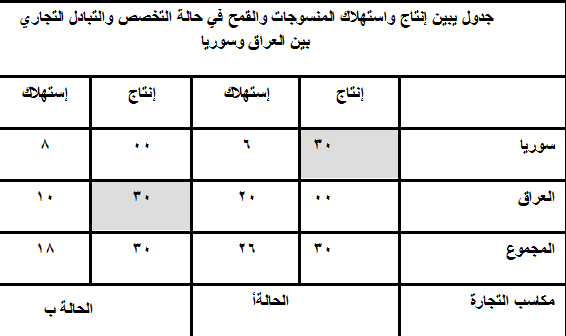 جدول يبين إنتاج واستهلاك المنسوجات والقمح في حالة التخصص والتبادل التجاري
بين العراق وسوريا
إنتاج إستهلاك إنتاج إستهلاك
سوريا ٣٠ ٦ ٠٠ ٨
العراق ٠٠ ٢٠ ٣٠ ١٠
المجموع ٣٠ ٢٦ ٣٠ ١٨
مكاسب التجارة الحالةأ الحالة ب